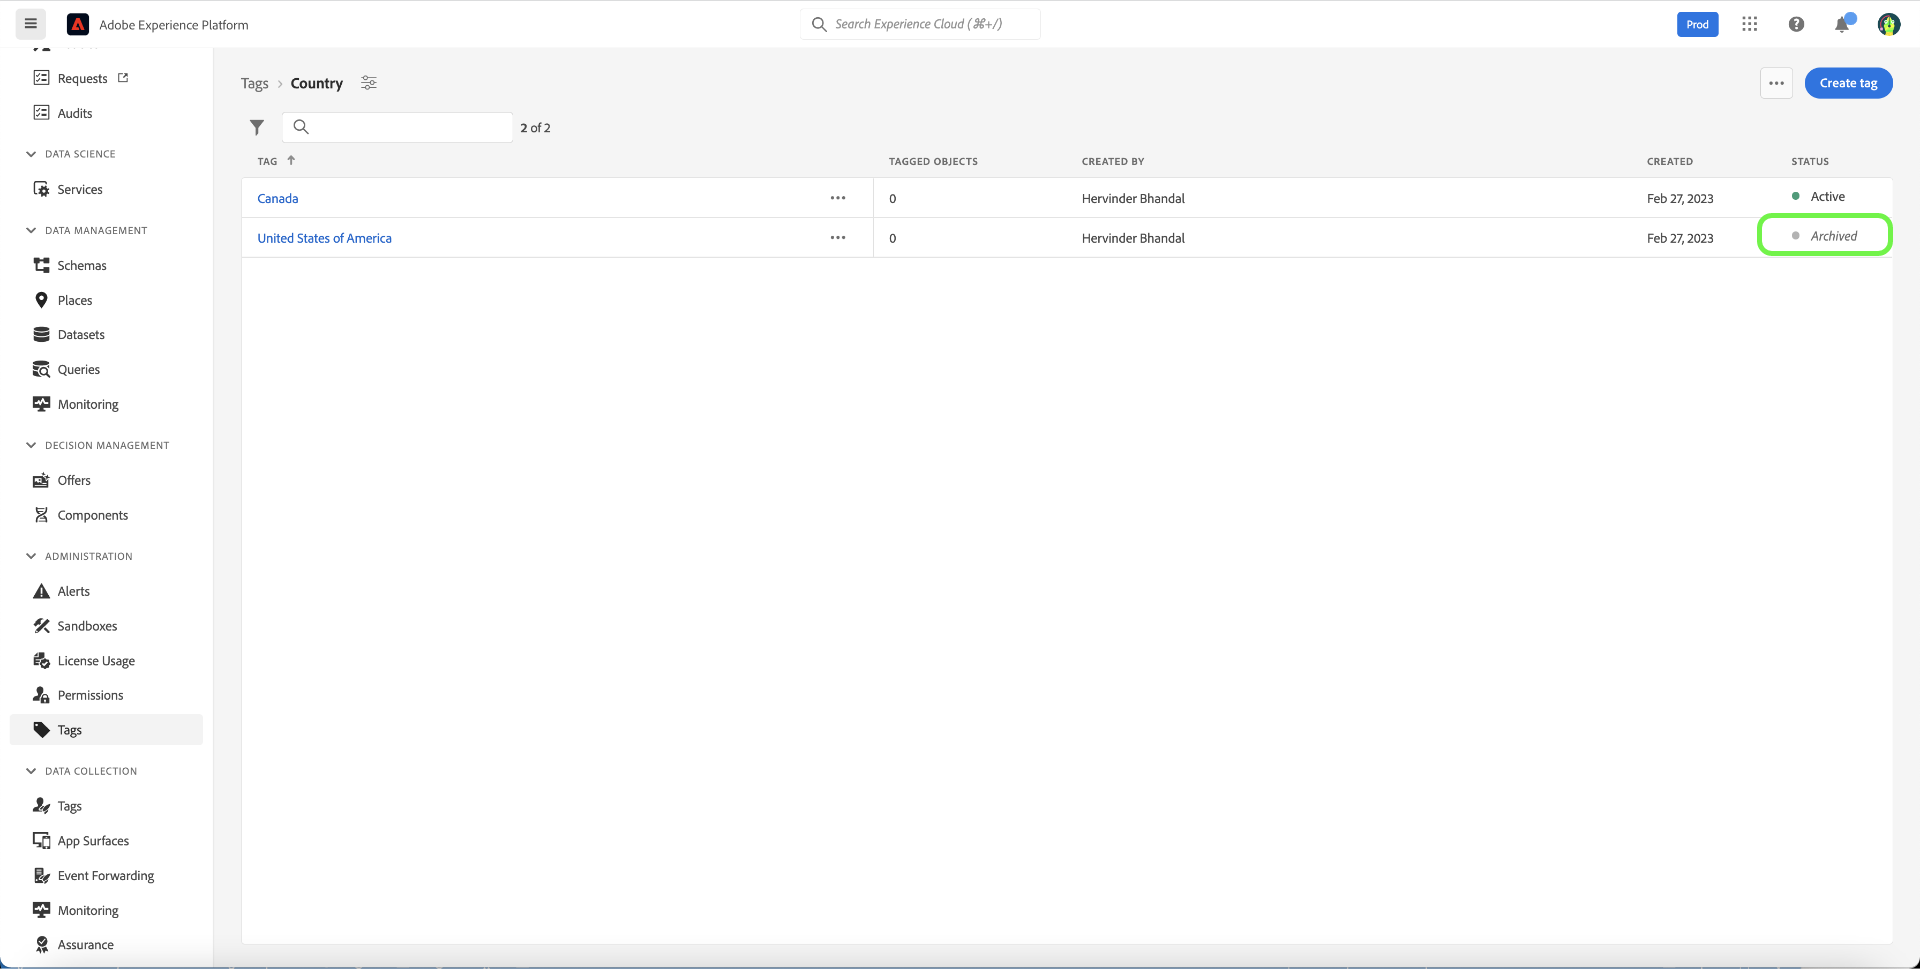 Adobe Experience Platform
Search Experience Cloud (⌘+/)
Prod
Requests
Audits
DATA SCIENCE
Services
DATA MANAGEMENT
Schemas
Places
Datasets
Queries
Monitoring
DECISION MANAGEMENT
Offers
Components
ADMINISTRATION
Alerts
Sandboxes
License Usage
Permissions
Tags
DATA COLLECTION
Tags
App Surfaces
Event Forwarding
Monitoring
Assurance
Tags > Country
Create tag
2 of 2
TAG TAGGED OBJECTS CREATED BY CREATED STATUS
Canada 0 Hervinder Bhandal Feb 27, 2023 Active
United States of America 0 Hervinder Bhandal Feb 27, 2023 Archived